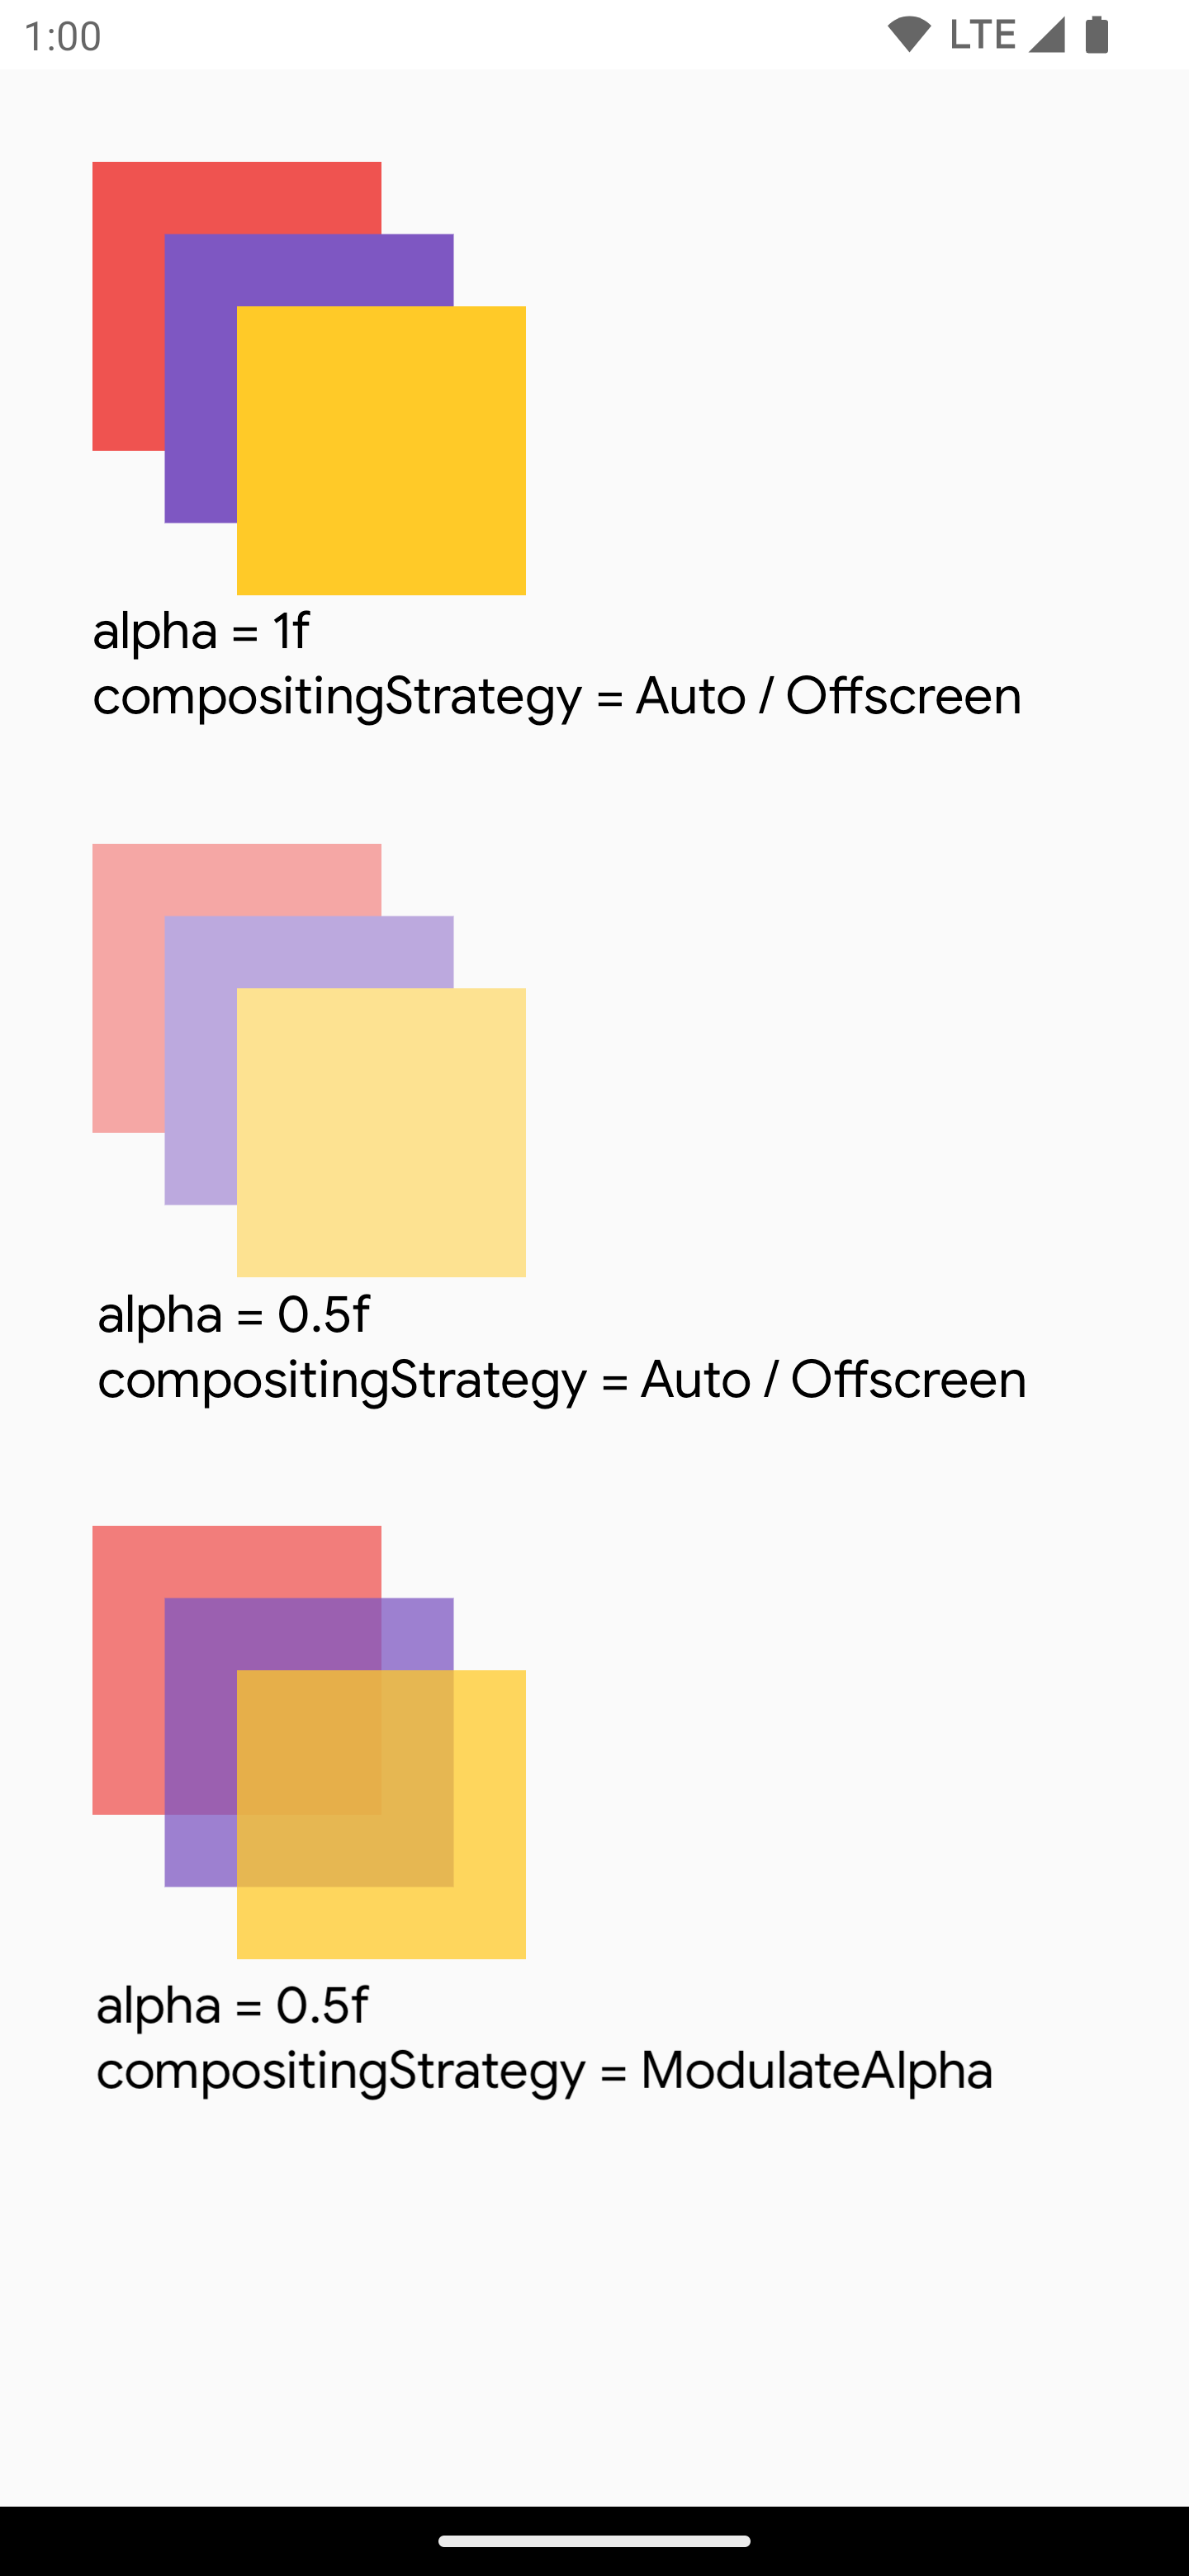 1:00 LTE
alpha = 1f
compositingStrategy = Auto / Offscreen
alpha = 0.5f
compositingStrategy = Auto / Offscreen
alpha = 0.5f
compositingStrategy = ModulateAlpha